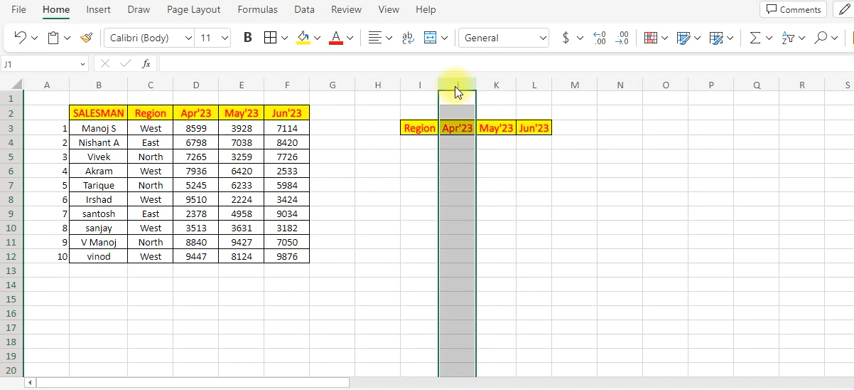 File Home Insert Draw Page Layout Formulas Data Review View Help Comments
Calibri (Body) 11 B A ab General $ .00 Σ
J1 fx
A B C D E F G H I J K L M N O P Q R S
1
2 SALESMAN Region Apr'23 May'23 Jun'23
3 1 Manoj S West 8599 3928 7114 Region Apr'23 May'23 Jun'23
4 2 Nishant A East 6798 7038 8420
5 3 Vivek North 7265 3259 7726
6 4 Akram West 7936 6420 2533
7 5 Tarique North 5245 6233 5984
8 6 Irshad West 9510 2224 3424
9 7 santosh East 2378 4958 9034
10 8 sanjay West 3513 3631 3182
11 9 V Manoj North 8840 9427 7050
12 10 vinod West 9447 8124 9876
13
14
15
16
17
18
19
20